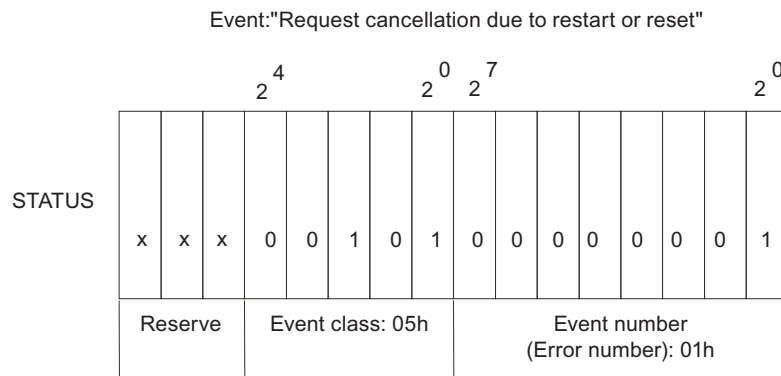 Event:"Request cancellation due to restart or reset"
2 4 2 0 2 7 2 0
STATUS
x x x 0 0 1 0 1 0 0 0 0 0 0 0 1
Reserve Event class: 05h Event number
(Error number): 01h